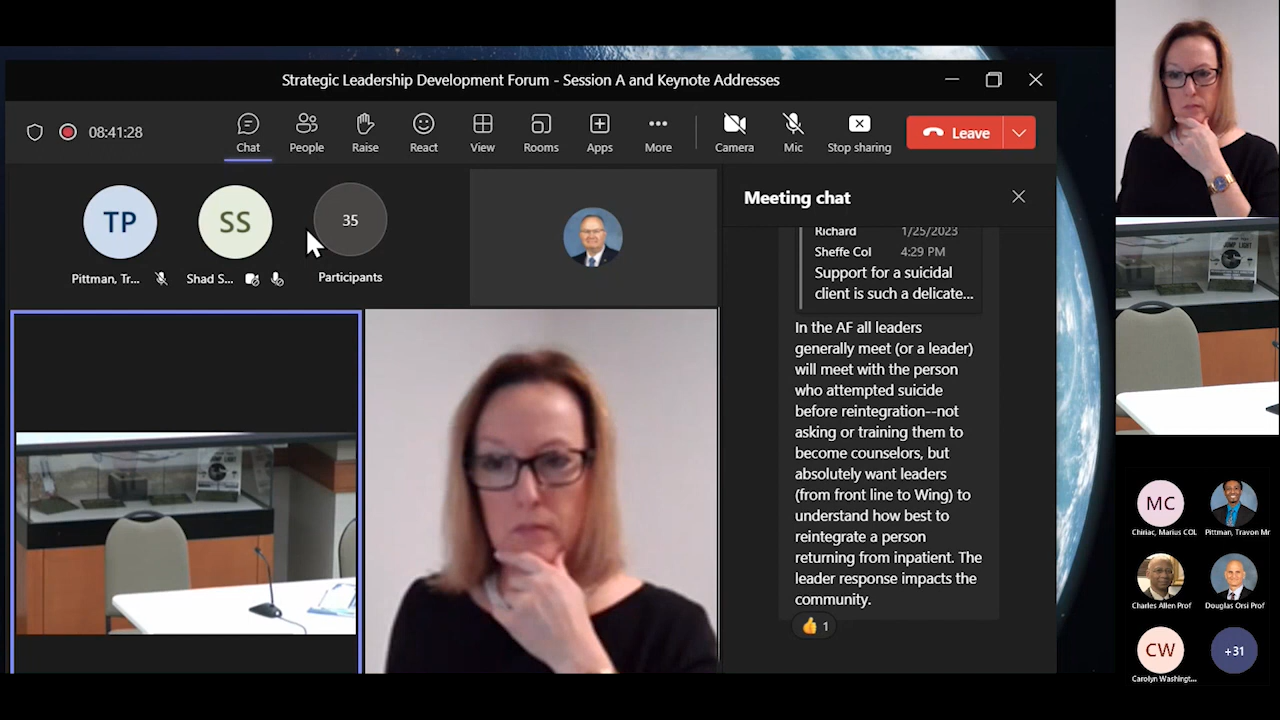 Strategic Leadership Development Forum - Session A and Keynote Addresses
08:41:28
Chat
People
Raise
React
View
Rooms
Apps
More
Camera
Mic
Stop sharing
Leave
TP
SS
35
Pittman, Tr...
Shad S...
Participants
Meeting chat
Richard
Sheffe Col
1/25/2023
4:29 PM
Support for a suicidal
client is such a delicate...
In the AF all leaders
generally meet (or a leader)
will meet with the person
who attempted suicide
before reintegration--not
asking or training them to
become counselors, but
absolutely want leaders
(from front line to Wing) to
understand how best to
reintegrate a person
returning from inpatient. The
leader response impacts the
community.
1
JUMP LIGHT
MC
Chiriac, Marius COL
Pittman, Travon Mr
Charles Allen Prof
Douglas Orsi Prof
CW
+31
Carolyn Washingt...